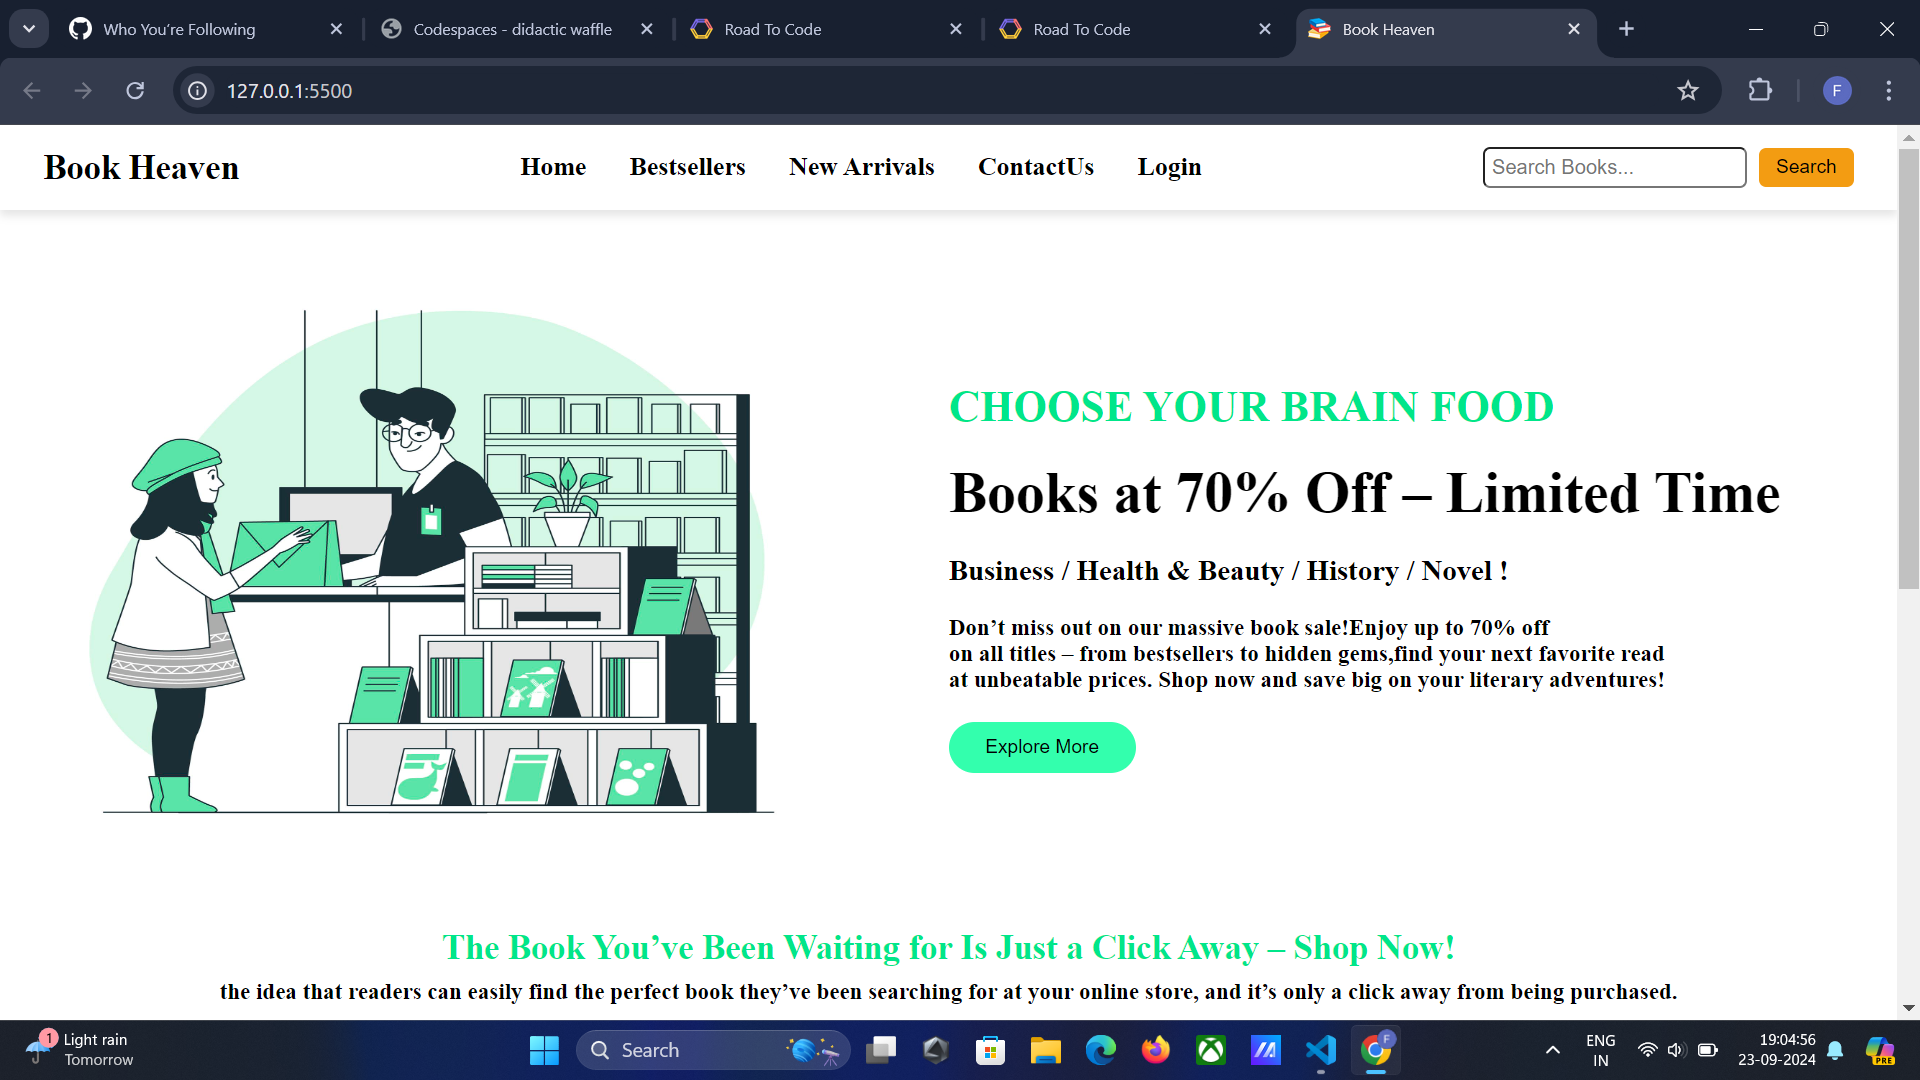 Who You’re Following
Codespaces - didactic waffle
Road To Code
Road To Code
Book Heaven
127.0.0.1:5500
F
Book Heaven
Home
Bestsellers
New Arrivals
ContactUs
Login
Search Books...
Search
CHOOSE YOUR BRAIN FOOD
Books at 70% Off – Limited Time
Business / Health & Beauty / History / Novel !
Don’t miss out on our massive book sale!Enjoy up to 70% off
on all titles – from bestsellers to hidden gems,find your next favorite read
at unbeatable prices. Shop now and save big on your literary adventures!
Explore More
The Book You’ve Been Waiting for Is Just a Click Away – Shop Now!
the idea that readers can easily find the perfect book they’ve been searching for at your online store, and it’s only a click away from being purchased.
1
Light rain
Tomorrow
Search
F
ENG
IN
19:04:56
23-09-2024
PRE